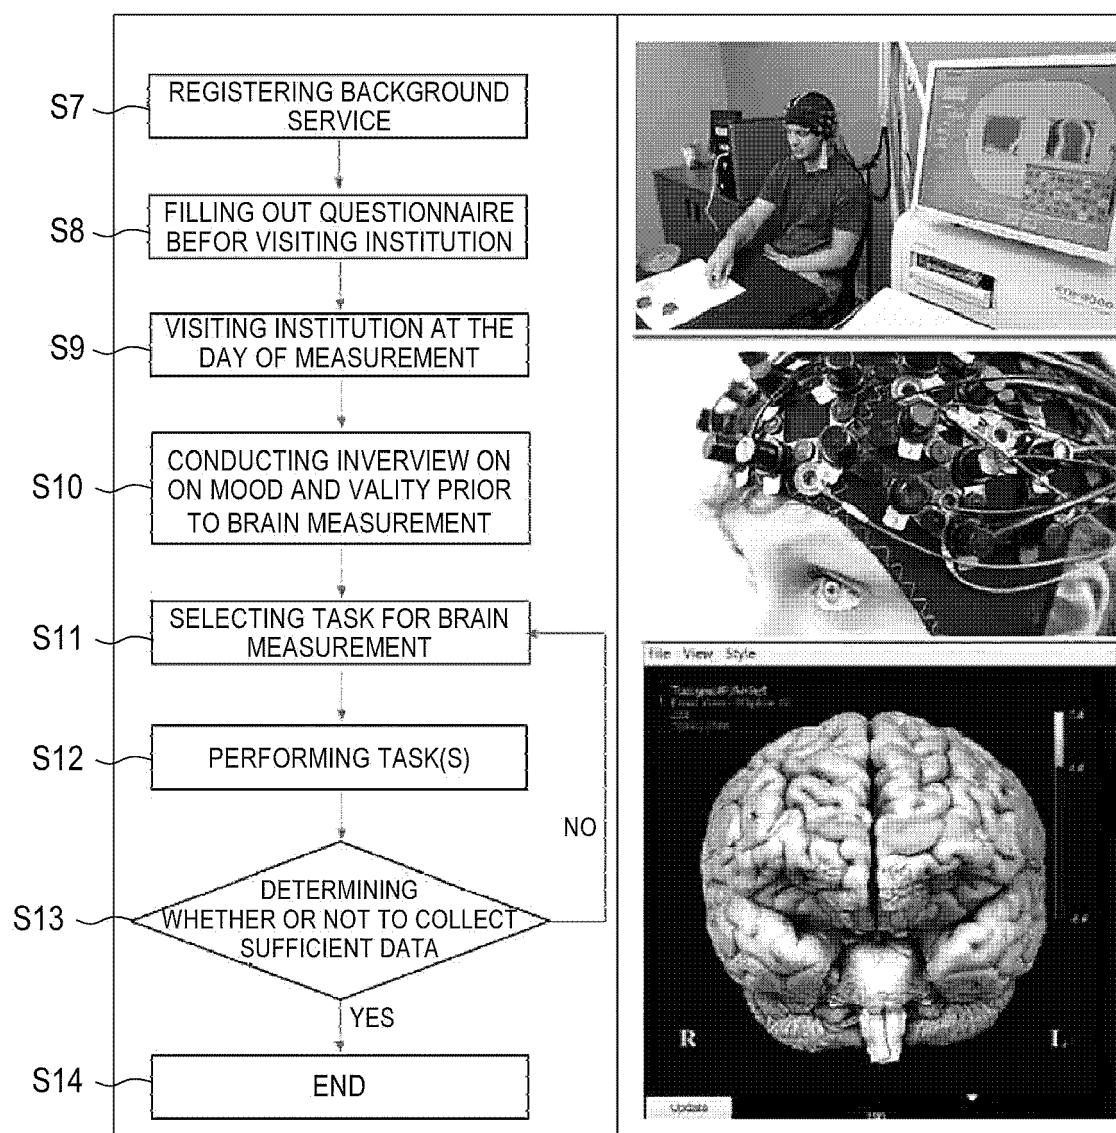 S7
REGISTERING BACKGROUND
SERVICE
S8
FILLING OUT QUESTIONNAIRE
BEFOR VISITING INSTITUTION
S9
VISITING INSTITUTION AT THE
DAY OF MEASUREMENT
S10
CONDUCTING INVERVIEW ON
ON MOOD AND VALITY PRIOR
TO BRAIN MEASUREMENT
S11
SELECTING TASK FOR BRAIN
MEASUREMENT
S12
PERFORMING TASK(S)
NO
S13
DETERMINING
WHETHER OR NOT TO COLLECT
SUFFICIENT DATA
YES
S14
END
File View Style
R
L
Update